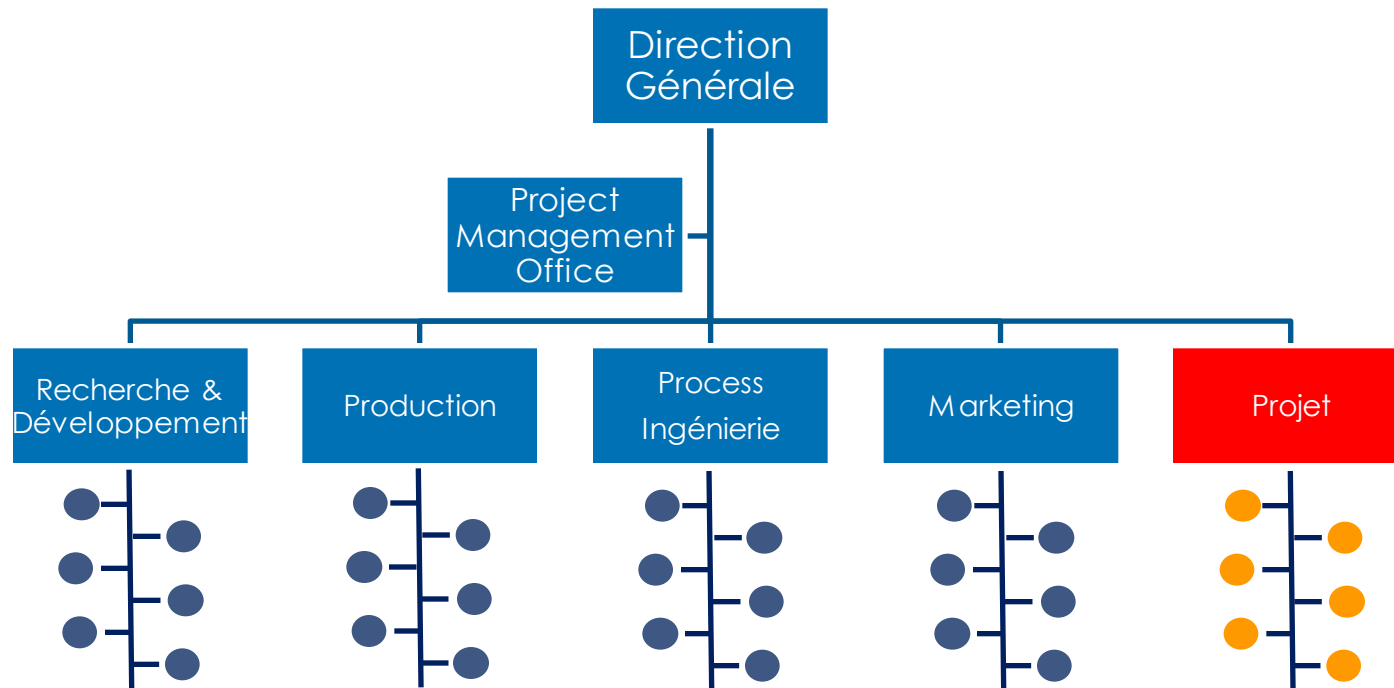 Direction
Générale
Project
Management
Office
Recherche &
Développement
Production
Process
Ingénierie
Marketing
Projet